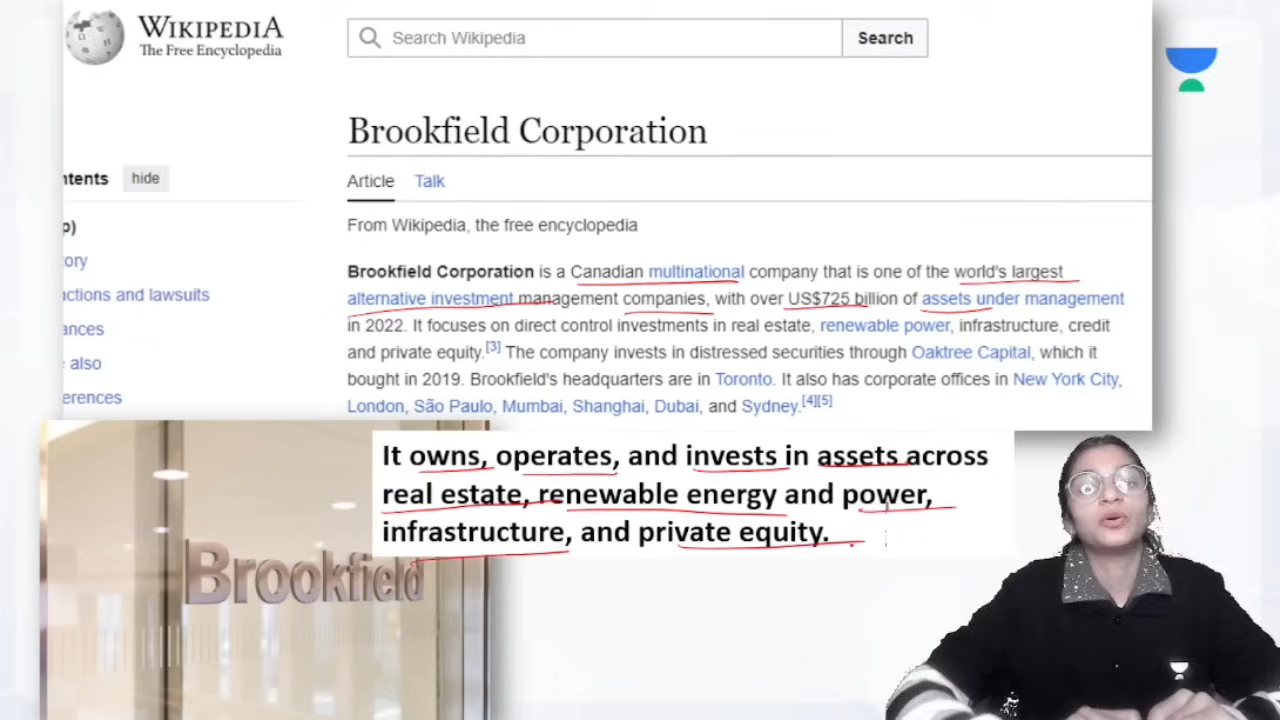 WIKIPEDIA
The Free Encyclopedia
Search Wikipedia
Search
Brookfield Corporation
ntents hide
Article Talk
p)
From Wikipedia, the free encyclopedia
ory
Brookfield Corporation is a Canadian multinational company that is one of the world's largest
ctions and lawsuits
alternative investment management companies, with over US$725 billion of assets under management
ances
in 2022. It focuses on direct control investments in real estate, renewable power, infrastructure, credit
and private equity.[3] The company invests in distressed securities through Oaktree Capital, which it
also
bought in 2019. Brookfield's headquarters are in Toronto. It also has corporate offices in New York City,
erences
London, São Paulo, Mumbai, Shanghai, Dubai, and Sydney.[4][5]
It owns, operates, and invests in assets across
real estate, renewable energy and power,
infrastructure, and private equity.
Brookfield